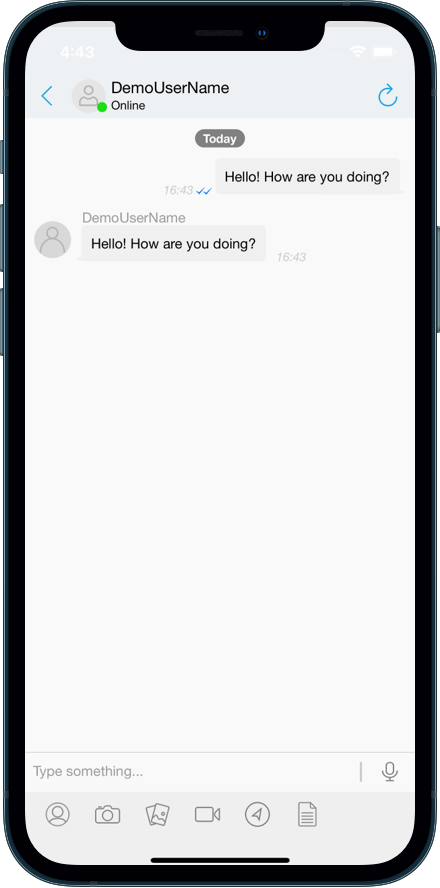 4:43
DemoUserName
Online
Today
Hello! How are you doing?
16:43
DemoUserName
Hello! How are you doing?
16:43
Type something...